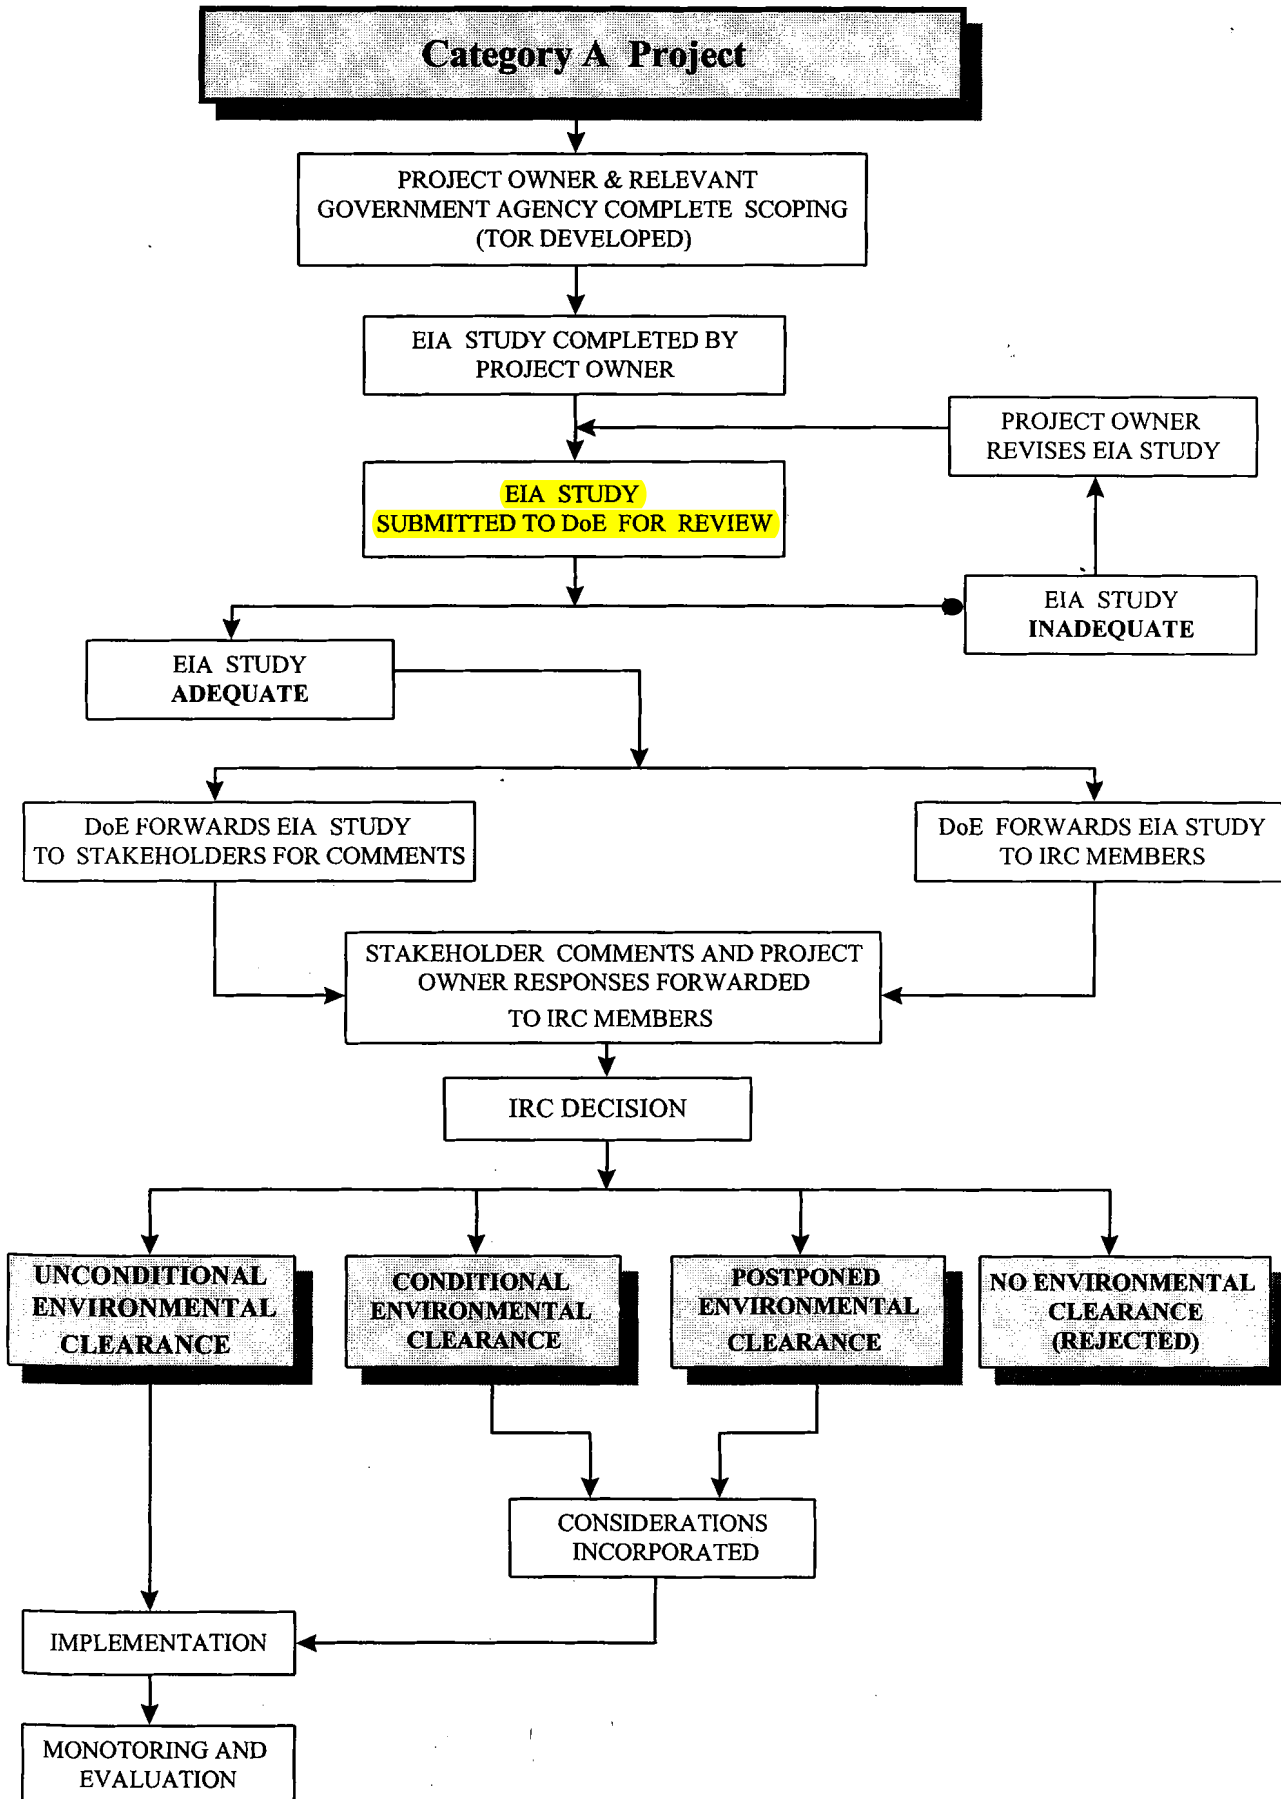 Category A Project
PROJECT OWNER & RELEVANT
GOVERNMENT AGENCY COMPLETE SCOPING
(TOR DEVELOPED)
EIA STUDY COMPLETED BY
PROJECT OWNER
PROJECT OWNER
REVISES EIA STUDY
EIA STUDY
SUBMITTED TO DoE FOR REVIEW
EIA STUDY
INADEQUATE
EIA STUDY
ADEQUATE
DoE FORWARDS EIA STUDY
TO STAKEHOLDERS FOR COMMENTS
DoE FORWARDS EIA STUDY
TO IRC MEMBERS
STAKEHOLDER COMMENTS AND PROJECT
OWNER RESPONSES FORWARDED
TO IRC MEMBERS
IRC DECISION
UNCONDITIONAL
ENVIRONMENTAL
CLEARANCE
CONDITIONAL
ENVIRONMENTAL
CLEARANCE
POSTPONED
ENVIRONMENTAL
CLEARANCE
NO ENVIRONMENTAL
CLEARANCE
(REJECTED)
CONSIDERATIONS
INCORPORATED
IMPLEMENTATION
MONOTORING AND
EVALUATION